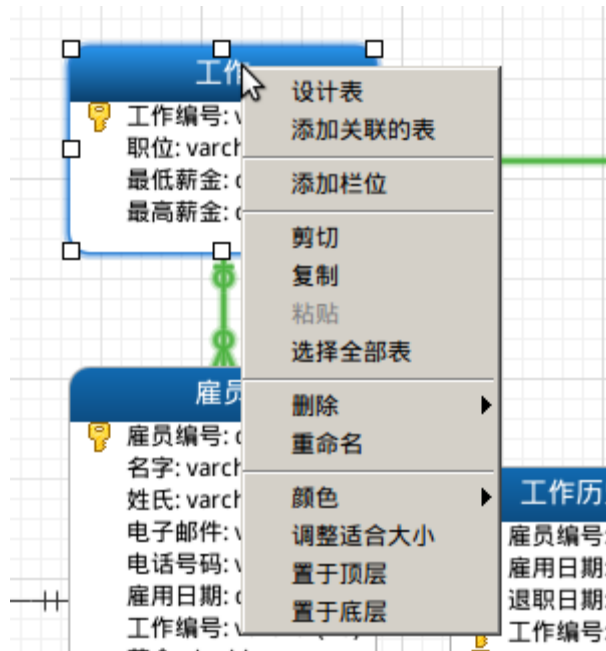 工作
设计表
添加关联的表
添加栏位
剪切
复制
粘贴
选择全部表
删除
重命名
颜色
调整适合大小
置于顶层
置于底层
工作编号:
职位: varch
最低薪金:
最高薪金:
雇员
雇员编号:
名字: varch
姓氏: varch
电子邮件:
电话号码:
雇用日期:
工作编号:
工作历
雇员编号:
雇用日期:
退职日期:
工作编号: